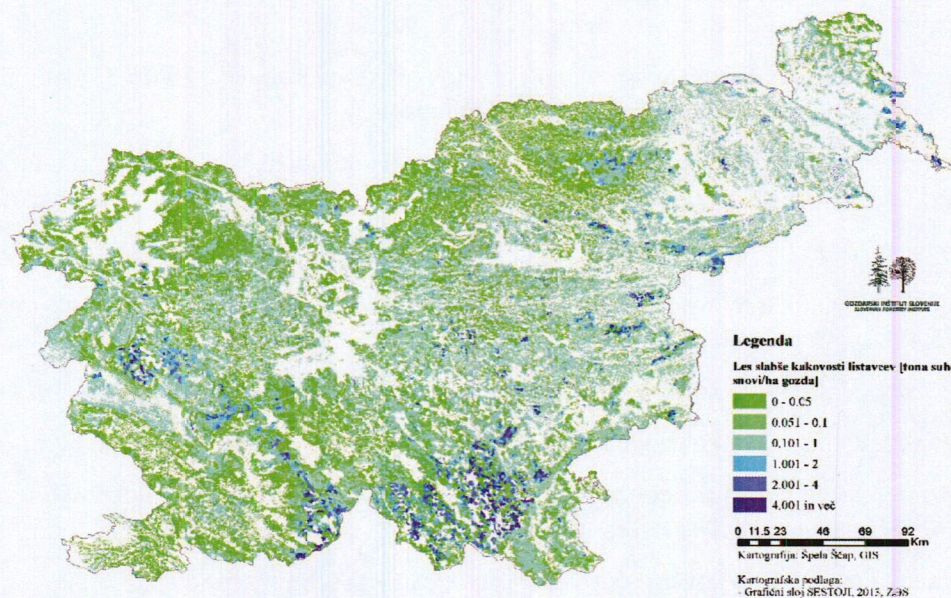 GOZDARSKI INŠTITUT SLOVENIJE
SLOVENIAN FORESTRY INSTITUTE
Legenda
Les slabše kakovosti listavcev [tona suhe
snovi/ha gozda]
0 - 0.05
0.051 - 0.1
0.101 - 1
1.001 - 2
2.001 - 4
4.001 in več
0 11.5 23 46 69 92
Km
Kartografija: Špela Ščap, GIS
Kartografska podlaga:
- Grafični sloj SESTOJI, 2013, ZGS